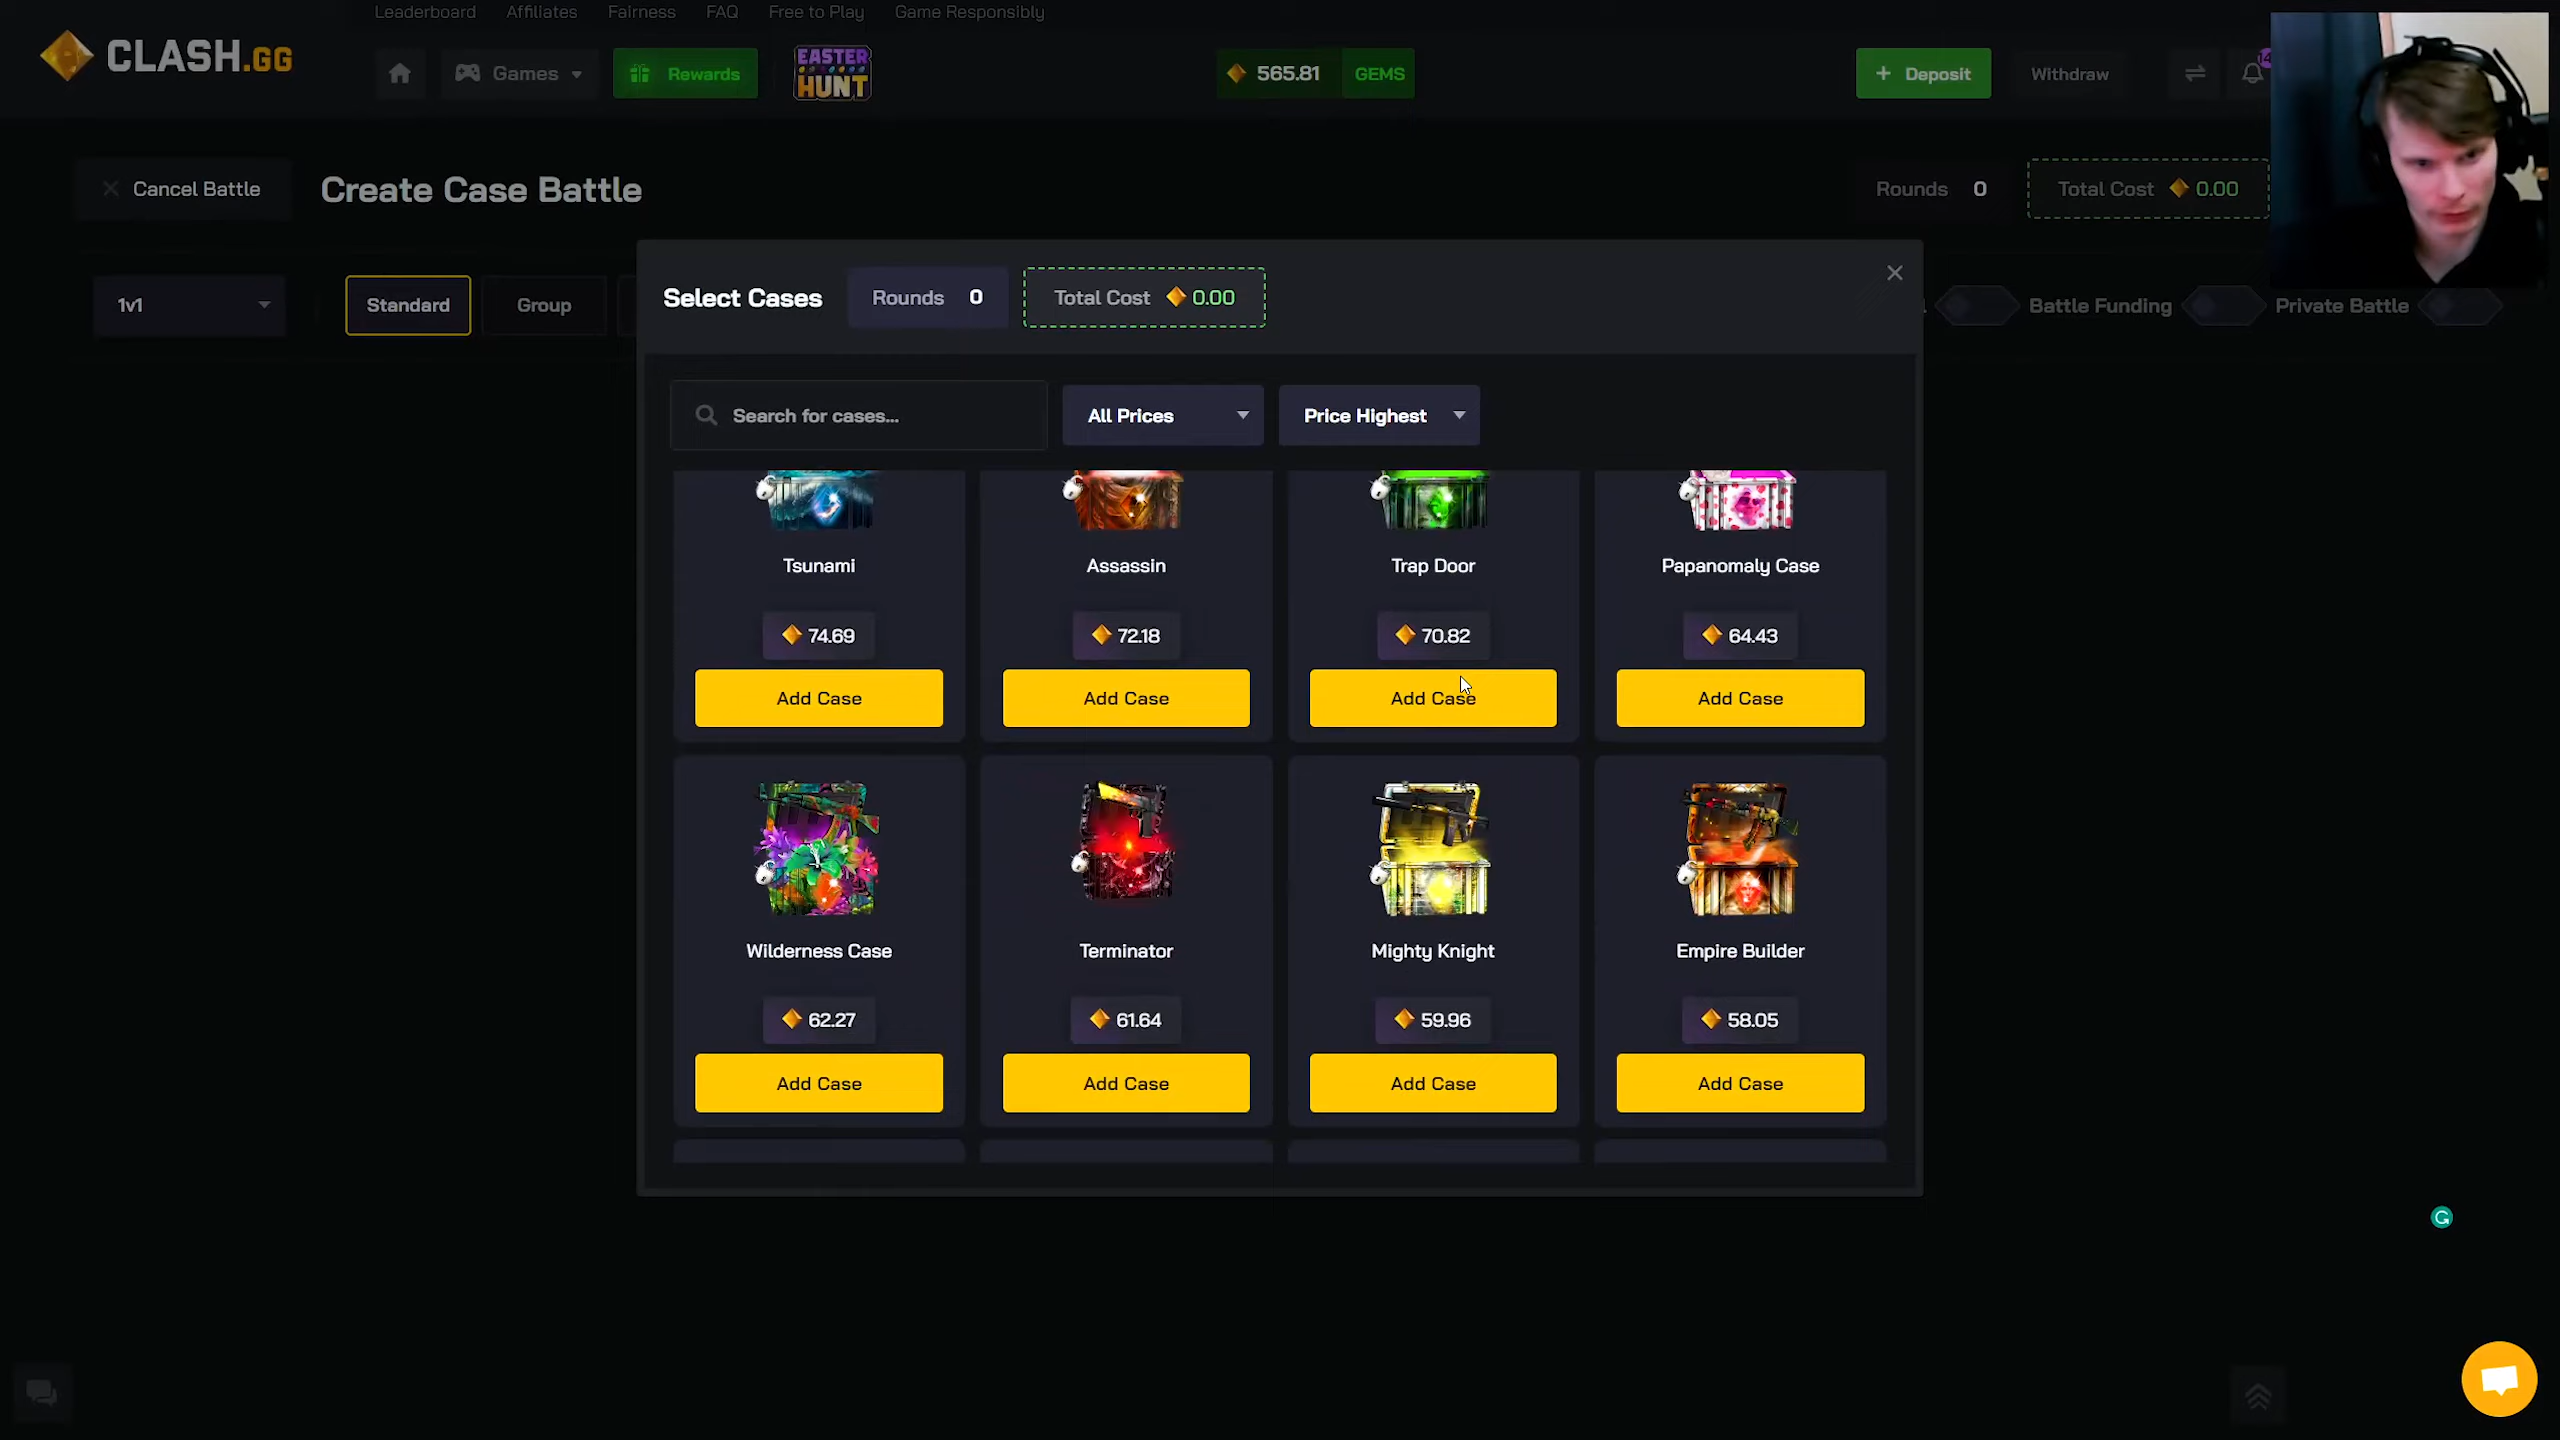 Leaderboard Affiliates Fairness FAQ Free to Play Game Responsibly
CLASH.GG
Games
Rewards
EASTER
HUNT
565.81 GEMS
+ Deposit
Withdraw
Cancel Battle
Create Case Battle
Rounds 0
Total Cost 0.00
1v1
Standard
Group
Battle Funding
Private Battle
Select Cases
Rounds 0
Total Cost 0.00
Search for cases...
All Prices
Price Highest
Tsunami Assassin Trap Door Papanomaly Case
74.69 72.18 70.82 64.43
Add Case Add Case Add Case Add Case
Wilderness Case Terminator Mighty Knight Empire Builder
62.27 61.64 59.96 58.05
Add Case Add Case Add Case Add Case